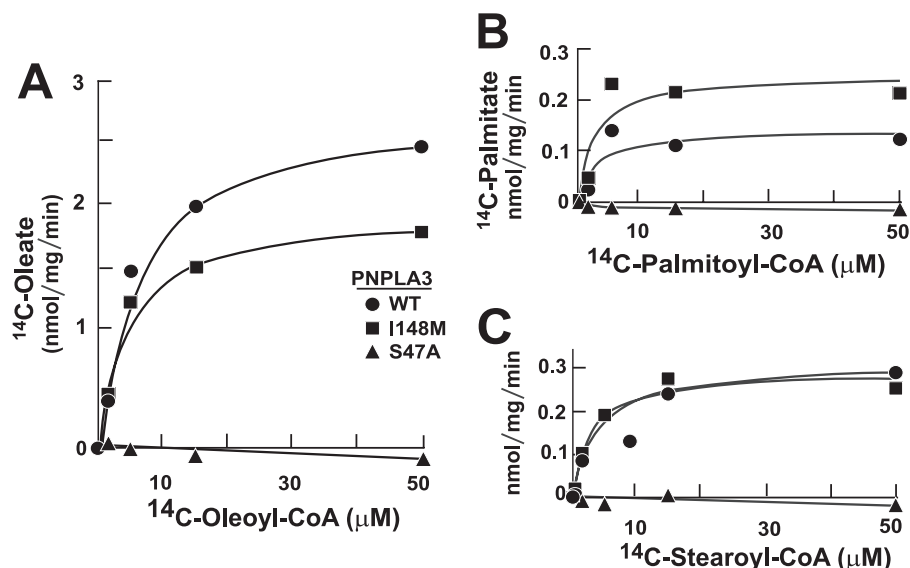 A
3
2
1
0
¹⁴C-Oleate
(nmol/mg/min)
PNPLA3
WT
I148M
S47A
10 30 50
¹⁴C-Oleoyl-CoA (μM)
B
0.3
0.2
0.1
0
¹⁴C-Palmitate
nmol/mg/min
10 30 50
¹⁴C-Palmitoyl-CoA (μM)
C
0.3
0.2
0.1
0
nmol/mg/min
10 30 50
¹⁴C-Stearoyl-CoA (μM)